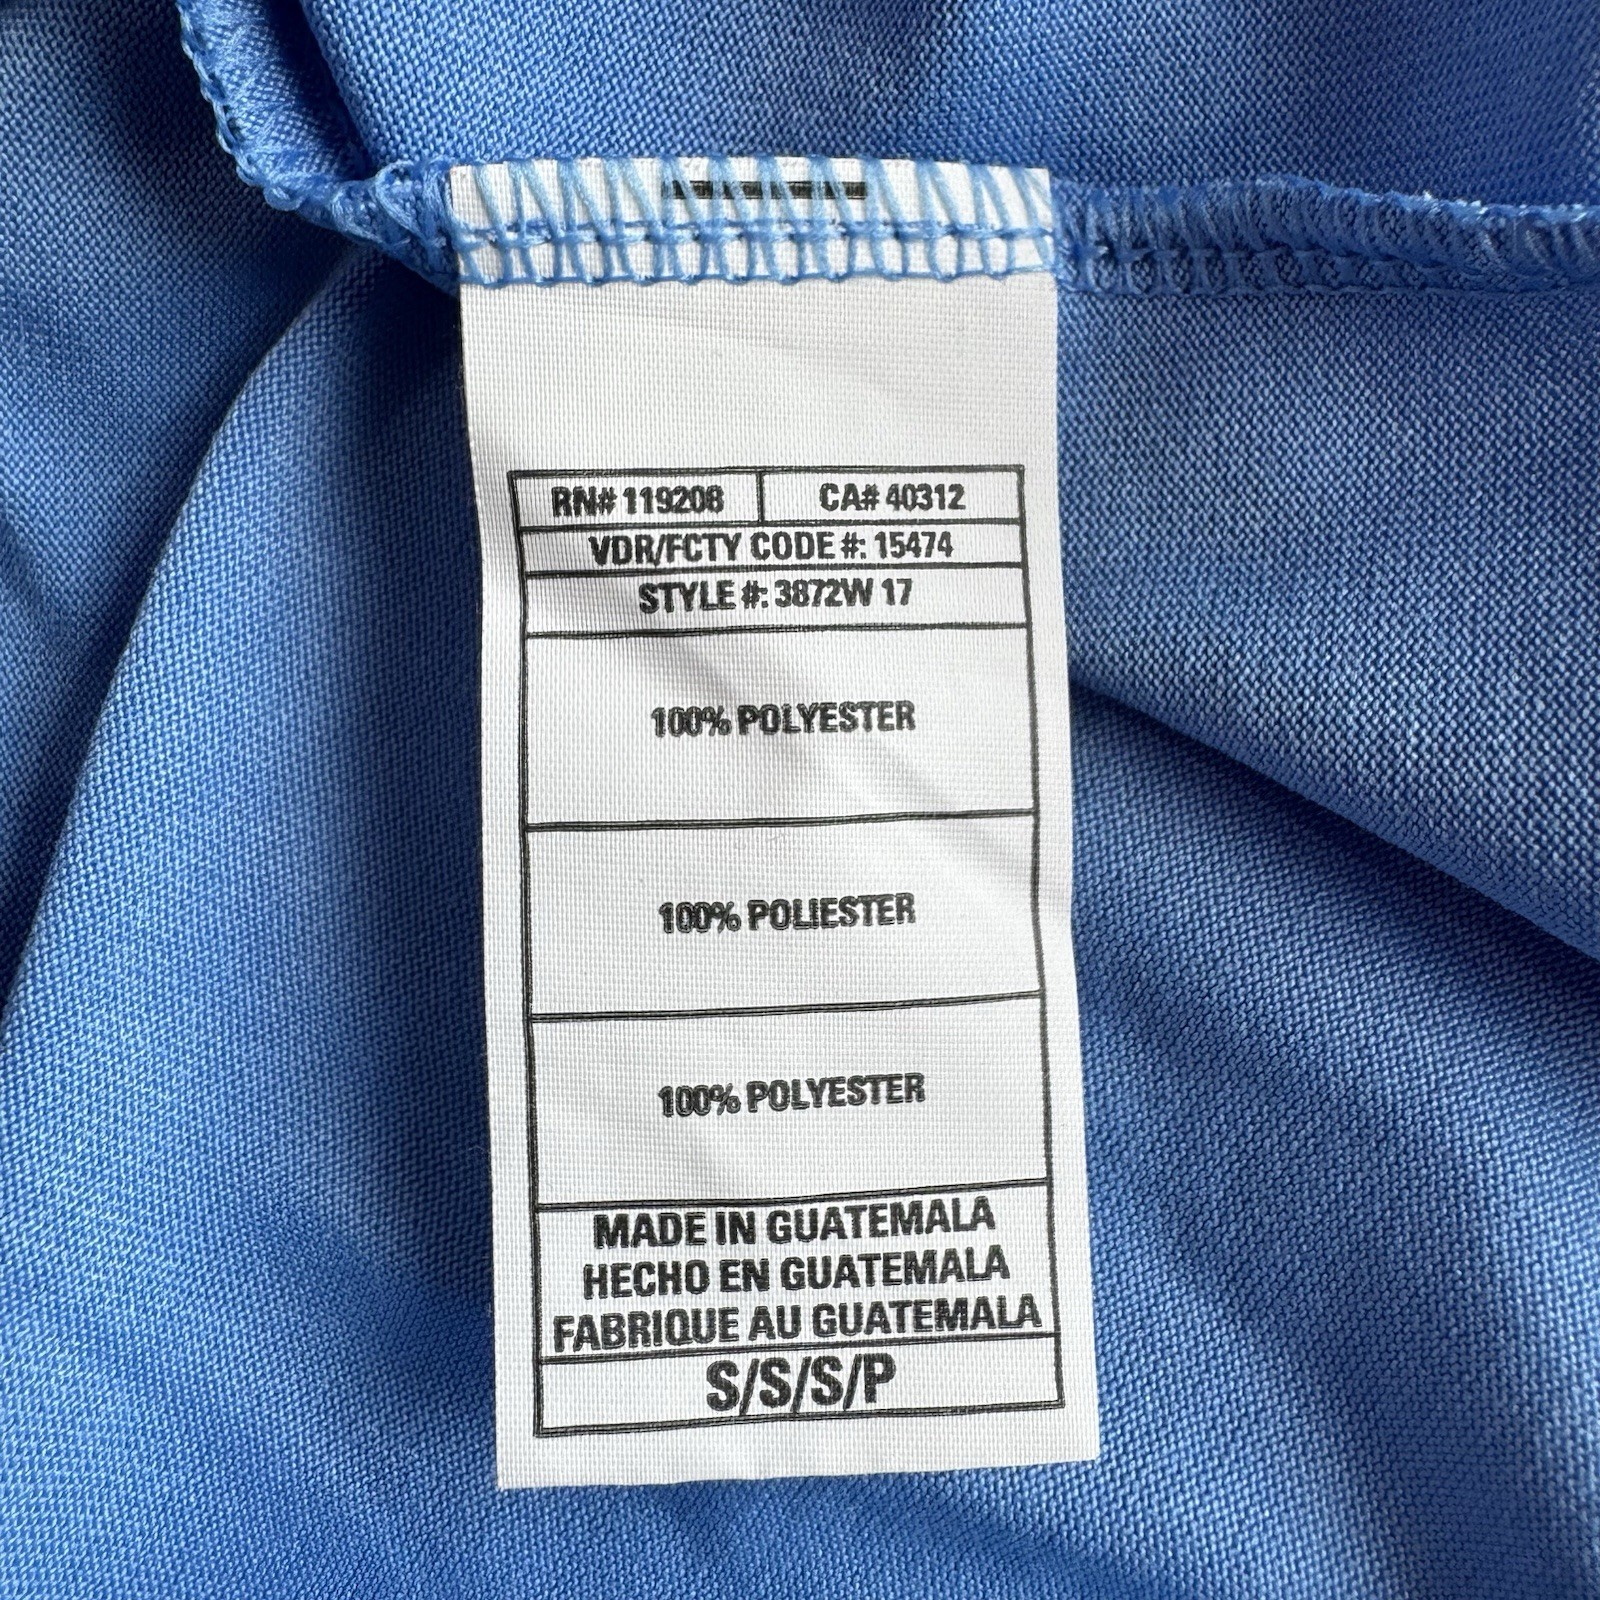 RN# 119208 CA# 40312
VDR/FCTY CODE #: 15474
STYLE #: 3872W 17
100% POLYESTER
100% POLIESTER
100% POLYESTER
MADE IN GUATEMALA
HECHO EN GUATEMALA
FABRIQUE AU GUATEMALA
S/S/S/P